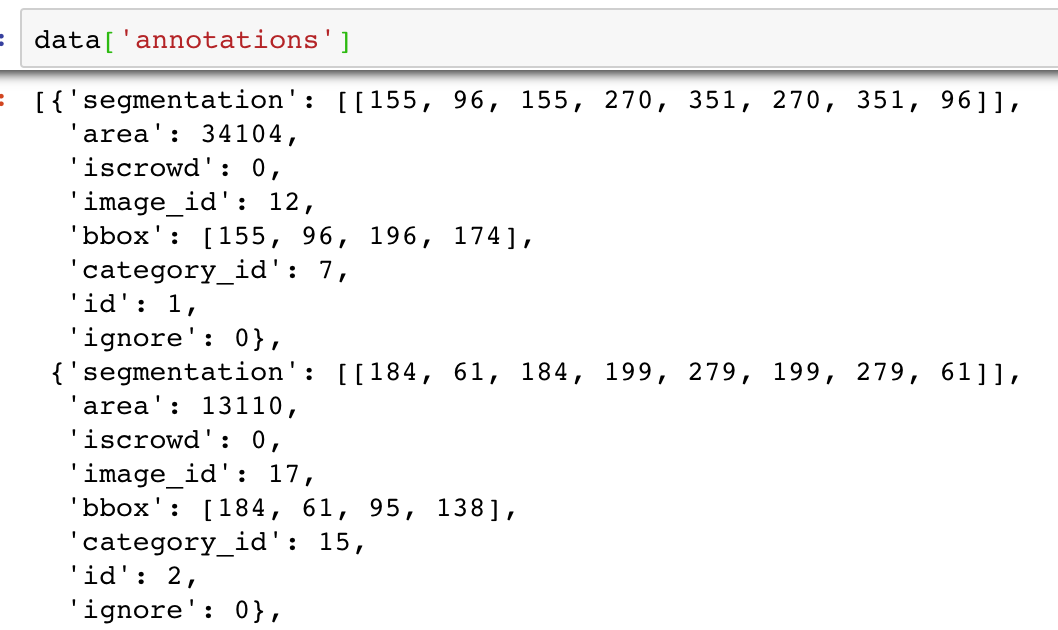 data['annotations']
[{'segmentation': [[155, 96, 155, 270, 351, 270, 351, 96]],
'area': 34104,
'iscrowd': 0,
'image_id': 12,
'bbox': [155, 96, 196, 174],
'category_id': 7,
'id': 1,
'ignore': 0},
{'segmentation': [[184, 61, 184, 199, 279, 199, 279, 61]],
'area': 13110,
'iscrowd': 0,
'image_id': 17,
'bbox': [184, 61, 95, 138],
'category_id': 15,
'id': 2,
'ignore': 0},